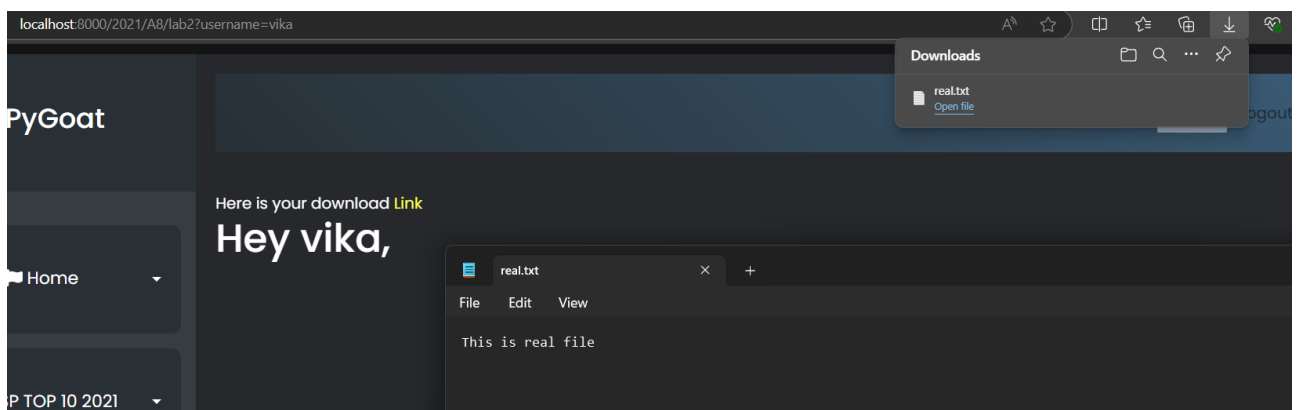 localhost:8000/2021/A8/lab2?username=vika
Downloads
real.txt
Open file
PyGoat
ogout
Here is your download Link
Hey vika,
Home
real.txt
File Edit View
This is real file
P TOP 10 2021